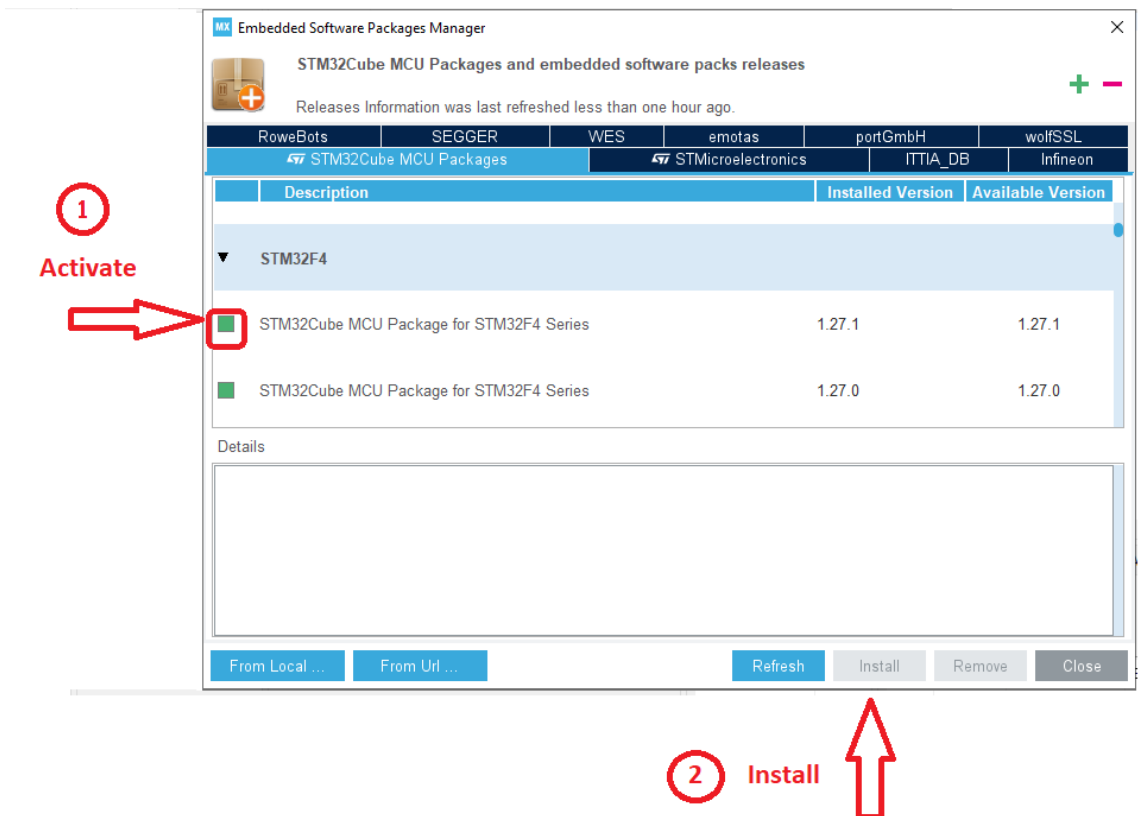 MX Embedded Software Packages Manager
STM32Cube MCU Packages and embedded software packs releases
Releases Information was last refreshed less than one hour ago.
RoweBots SEGGER WES emotas portGmbH wolfSSL
STM32Cube MCU Packages STMicroelectronics ITTIA_DB Infineon
Description Installed Version Available Version
1
Activate
STM32F4
STM32Cube MCU Package for STM32F4 Series 1.27.1 1.27.1
STM32Cube MCU Package for STM32F4 Series 1.27.0 1.27.0
Details
From Local ... From Url ... Refresh Install Remove Close
2 Install